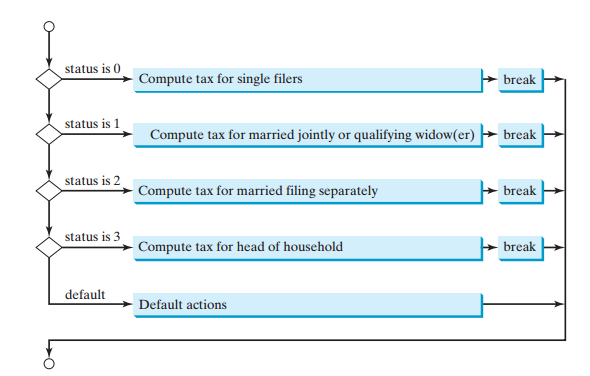 status is 0
Compute tax for single filers
break
status is 1
Compute tax for married jointly or qualifying widow(er)
break
status is 2
Compute tax for married filing separately
break
status is 3
Compute tax for head of household
break
default
Default actions